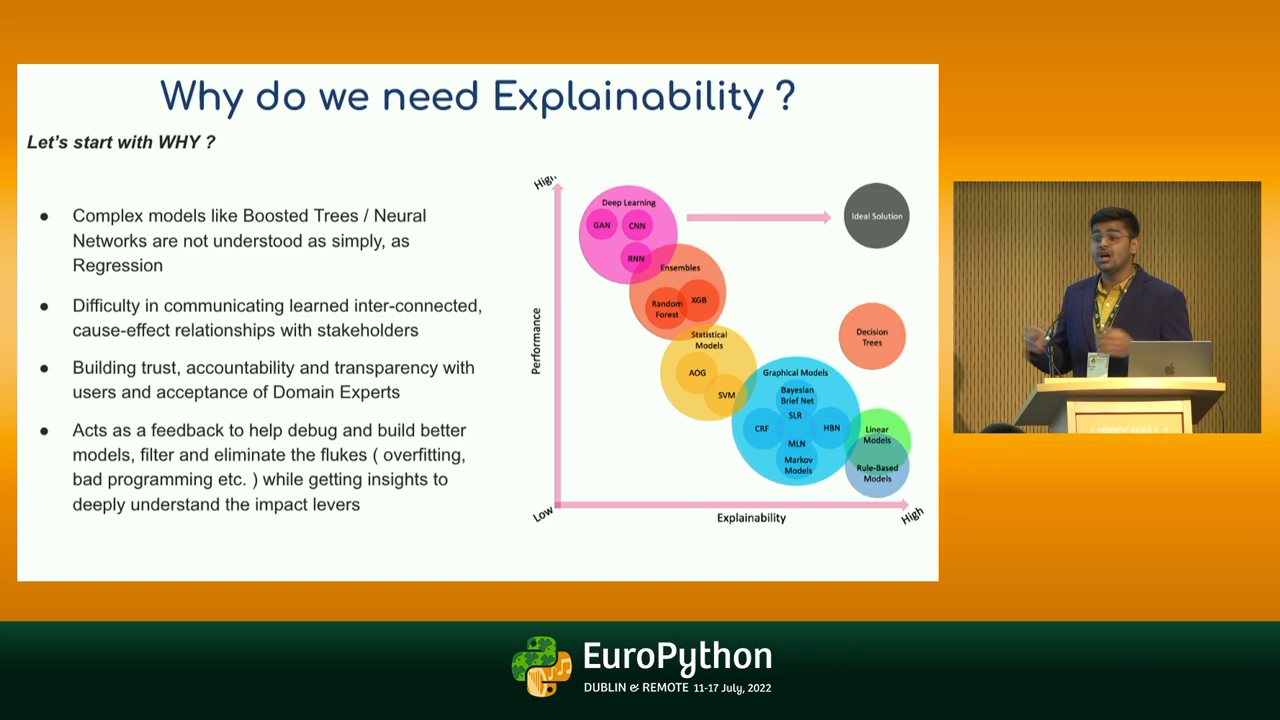 Why do we need Explainability ?
Let's start with WHY ?
● Complex models like Boosted Trees / Neural
Networks are not understood as simply, as
Regression
● Difficulty in communicating learned inter-connected,
cause-effect relationships with stakeholders
● Building trust, accountability and transparency with
users and acceptance of Domain Experts
● Acts as a feedback to help debug and build better
models, filter and eliminate the flukes ( overfitting,
bad programming etc. ) while getting insights to
deeply understand the impact levers
High
Performance
Low
Explainability
High
Deep Learning
GAN
CNN
RNN
Ideal Solution
Ensembles
Random
Forest
XGB
Decision
Trees
Statistical
Models
AOG
SVM
Graphical Models
Bayesian
Brief Net
SLR
CRF
HBN
MLN
Markov
Models
Linear
Models
Rule-Based
Models
LIFFEY HALL 2
EuroPython
DUBLIN & REMOTE 11-17 July, 2022